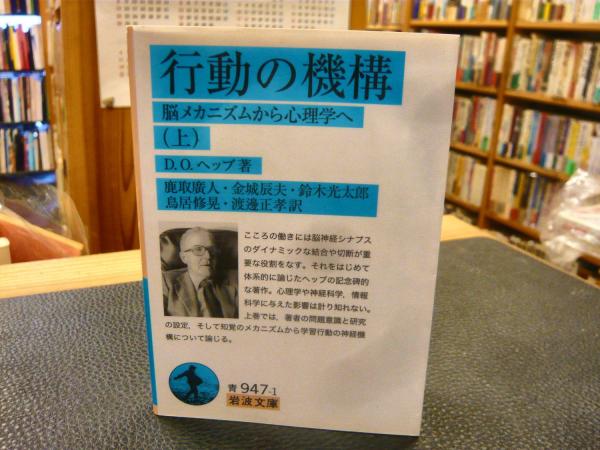 行動の機構
脳メカニズムから心理学へ
(上)
D.O.ヘッブ著
鹿取廣人・金城辰夫・鈴木光太郎
鳥居修晃・渡邊正孝訳
こころの働きには脳神経シナプス
のダイナミックな結合や切断が重
要な役割をなす。それをはじめて
体系的に論じたヘッブの記念碑的
な著作。心理学や神経科学、情報
科学に与えた影響は計り知れない。
上巻では、著者の問題意識と研究
の設定、そして知覚のメカニズムから学習行動の神経機
構について論じる。
青 947-1
岩波文庫